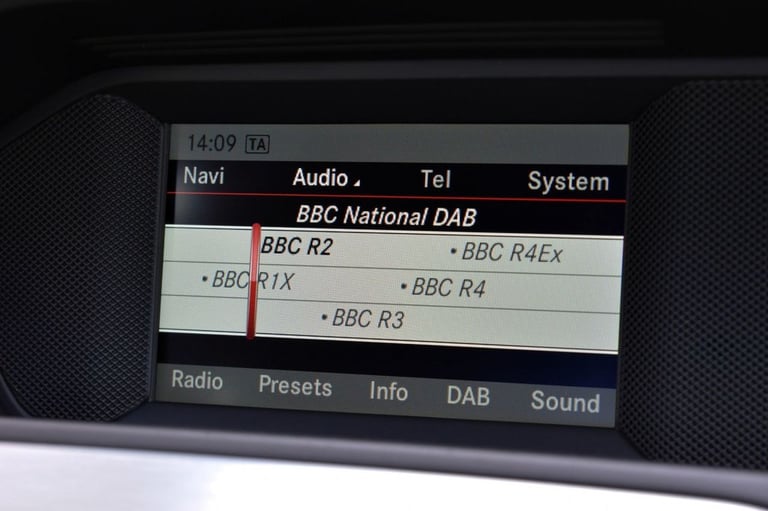 14:09 TA
Navi Audio Tel System
BBC National DAB
BBC R2 • BBC R4Ex
• BBC R1X • BBC R4
• BBC R3
Radio Presets Info DAB Sound